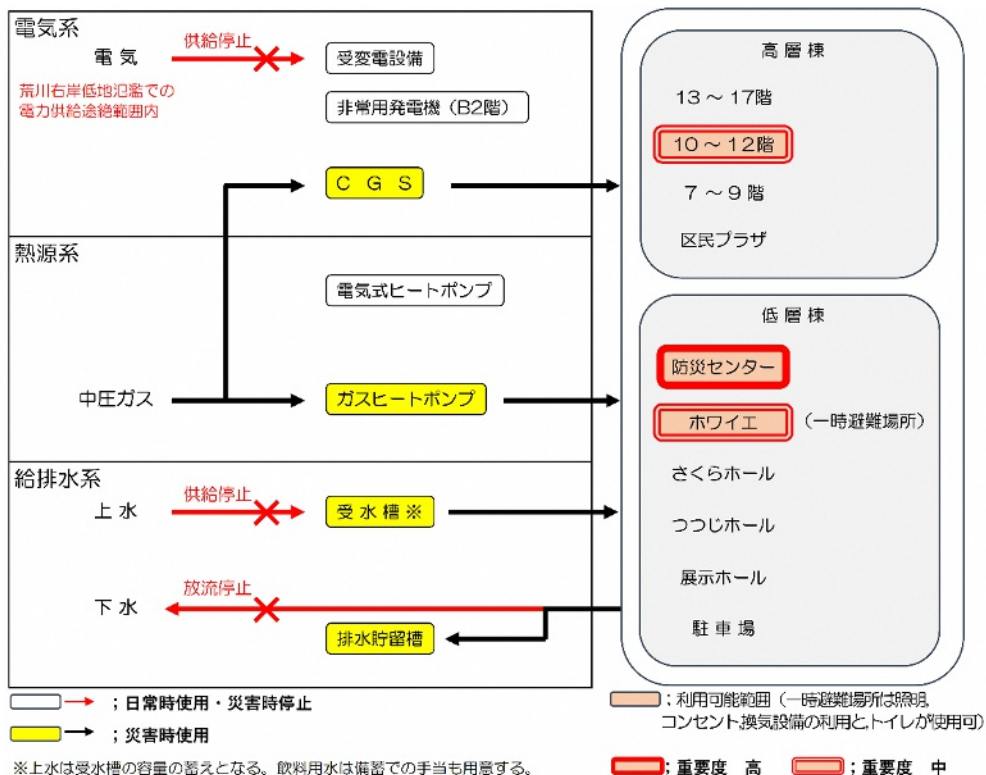 電気系
電 気
供給停止
受変電設備
荒川右岸低地氾濫での
電力供給途絶範囲内
非常用発電機（B2階）
C G S
熱源系
電気式ヒートポンプ
中圧ガス
ガスヒートポンプ
給排水系
上 水
供給停止
受 水 槽 ※
下 水
放流停止
排水貯留槽
高 層 棟
13 ～ 17階
10 ～ 12階
7 ～ 9 階
区民プラザ
低 層 棟
防災センター
ホワイエ
（一時避難場所）
さくらホール
つつじホール
展示ホール
駐 車 場
；日常時使用・災害時停止
；災害時使用
※上水は受水槽の容量の蓄えとなる。飲料用水は備蓄での手当も用意する。
；利用可能範囲（一時避難場所は照明,
コンセント,換気設備の利用と,トイレが使用可）
；重要度 高
；重要度 中